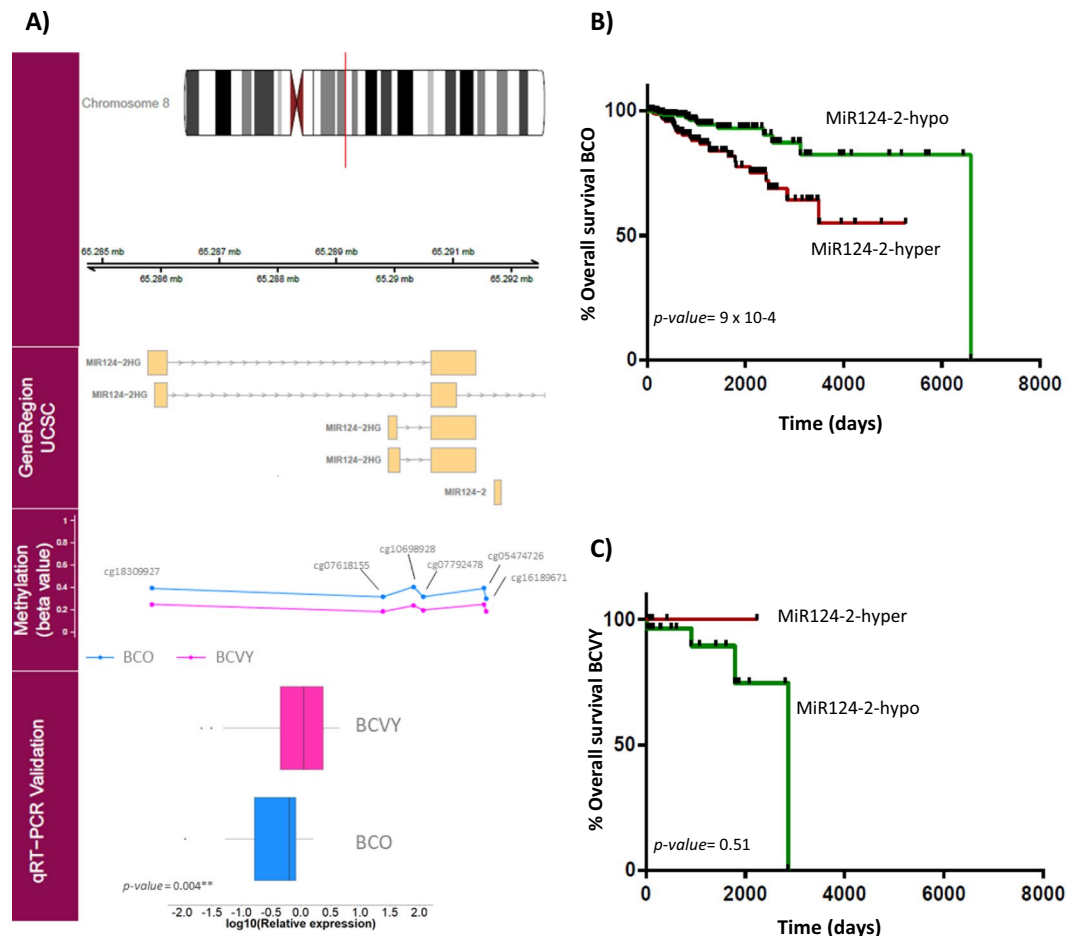 A)
Chromosome 8
65.285 mb
65.287 mb
65.289 mb
65.291 mb
65.286 mb
65.288 mb
65.29 mb
65.292 mb
GeneRegion
UCSC
MIR124-2HG
MIR124-2HG
MIR124-2HG
MIR124-2HG
MIR124-2
Methylation
(beta value)
1
0.8
0.6
0.4
0.2
0
cg18309927
cg07618155
cg10698928
cg07792478
cg05474726
cg16189671
BCO
BCVY
qRT-PCR Validation
BCVY
BCO
p-value = 0.004**
-2.0 -1.5 -1.0 -0.5 0.0 0.5 1.0 1.5 2.0
log10(Relative expression)
B)
% Overall survival BCO
100
50
0
MiR124-2-hypo
MiR124-2-hyper
p-value= 9 x 10-4
0 2000 4000 6000 8000
Time (days)
C)
% Overall survival BCVY
100
50
0
MiR124-2-hyper
MiR124-2-hypo
p-value= 0.51
0 2000 4000 6000 8000
Time (days)